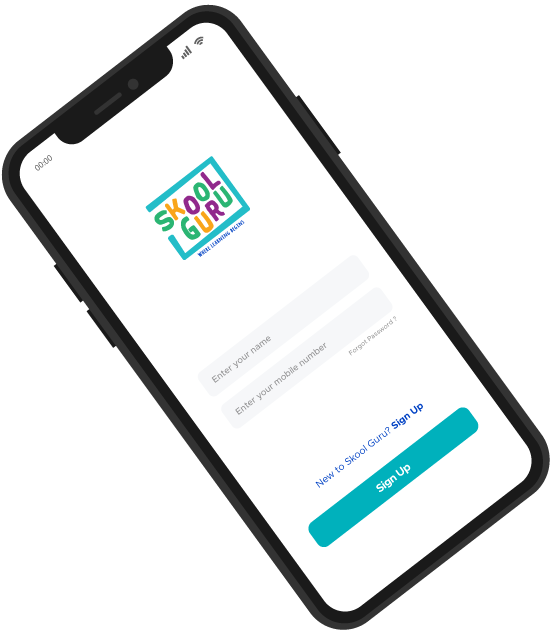 00:00
SKOOL
GURU
WHERE LEARNING BEGINS
Enter your name
Enter your mobile number
Forgot Password ?
New to Skool Guru? Sign Up
Sign Up